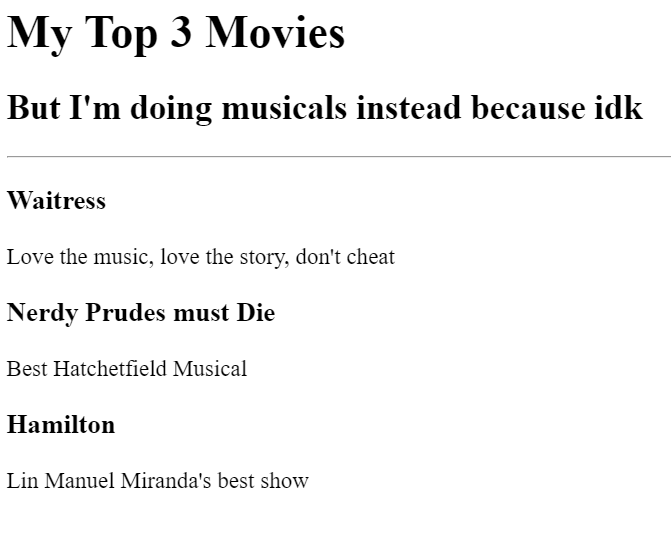 My Top 3 Movies
But I'm doing musicals instead because idk
Waitress
Love the music, love the story, don't cheat
Nerdy Prudes must Die
Best Hatchetfield Musical
Hamilton
Lin Manuel Miranda's best show